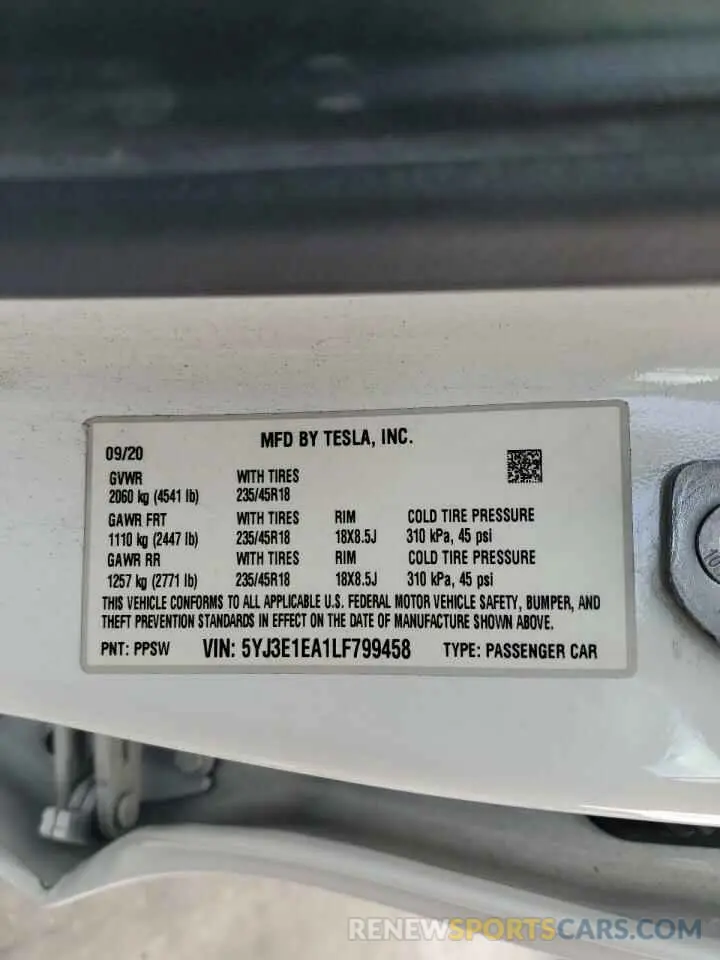 MFD BY TESLA, INC.
09/20
GVWR WITH TIRES
2060 kg (4541 lb) 235/45R18
GAWR FRT WITH TIRES RIM COLD TIRE PRESSURE
1110 kg (2447 lb) 235/45R18 18X8.5J 310 kPa, 45 psi
GAWR RR WITH TIRES RIM COLD TIRE PRESSURE
1257 kg (2771 lb) 235/45R18 18X8.5J 310 kPa, 45 psi
THIS VEHICLE CONFORMS TO ALL APPLICABLE U.S. FEDERAL MOTOR VEHICLE SAFETY, BUMPER, AND
THEFT PREVENTION STANDARDS IN EFFECT ON THE DATE OF MANUFACTURE SHOWN ABOVE.
PNT: PPSW VIN: 5YJ3E1EA1LF799458 TYPE: PASSENGER CAR
RENEWSPORTSCARS.COM